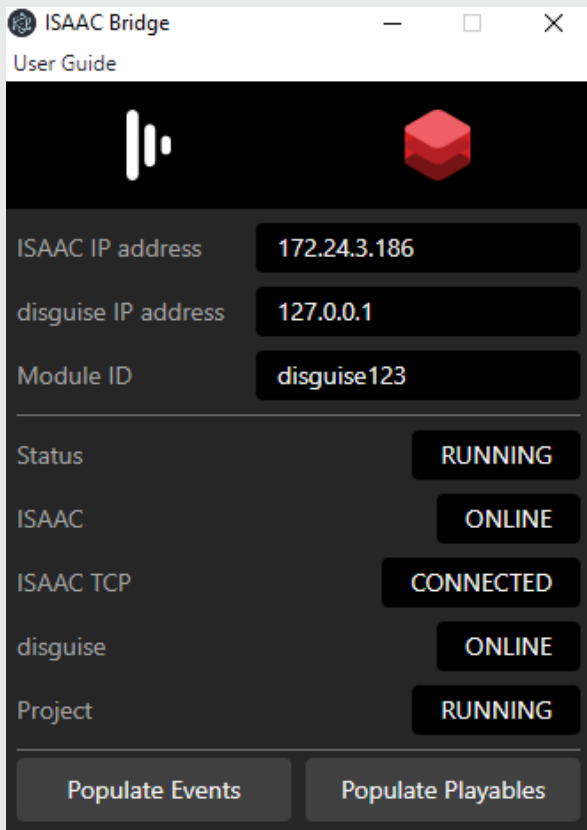 ISAAC Bridge
User Guide
ISAAC IP address 172.24.3.186
disguise IP address 127.0.0.1
Module ID disguise123
Status RUNNING
ISAAC ONLINE
ISAAC TCP CONNECTED
disguise ONLINE
Project RUNNING
Populate Events Populate Playables